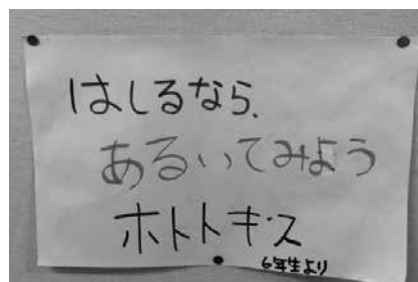 はしるなら、
あるいてみよう
ホトトギス
6年生より